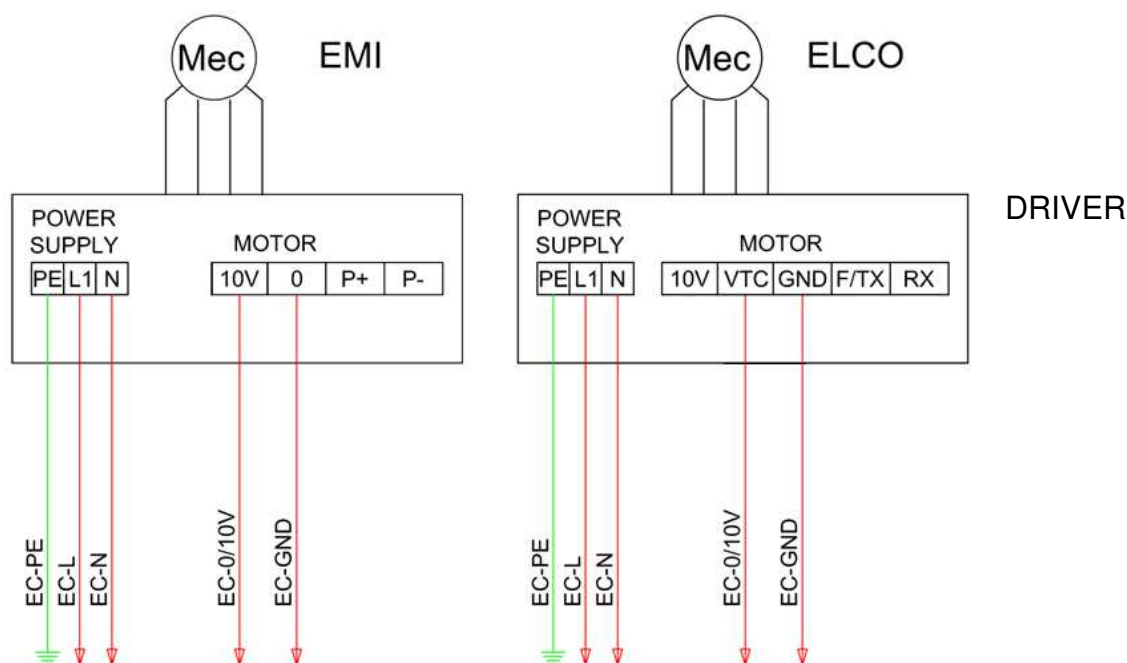 Mec EMI Mec ELCO
DRIVER
POWER
SUPPLY MOTOR
PE L1 N 10V 0 P+ P-
POWER
SUPPLY MOTOR
PE L1 N 10V VTC GND F/TX RX
EC-PE EC-L EC-N EC-0/10V EC-GND
EC-PE EC-L EC-N EC-0/10V EC-GND